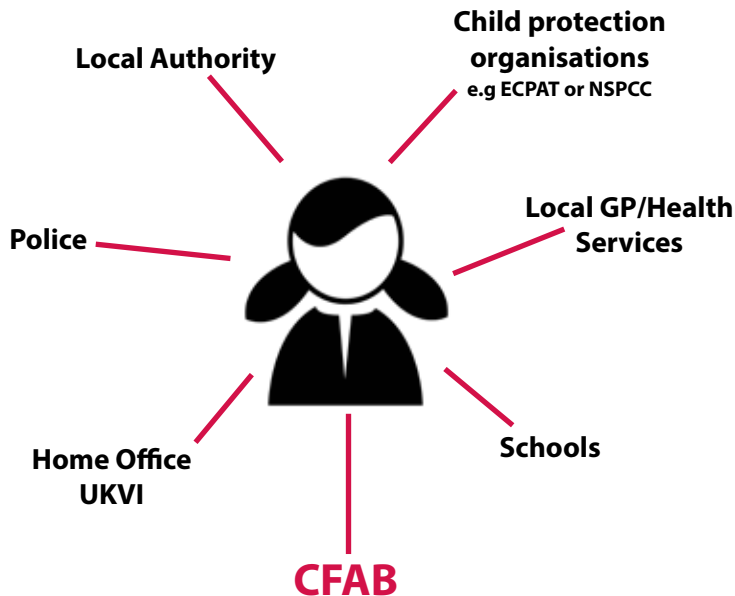 Child protection
organisations
e.g ECPAT or NSPCC
Local Authority
Local GP/Health
Services
Police
Schools
Home Office
UKVI
CFAB